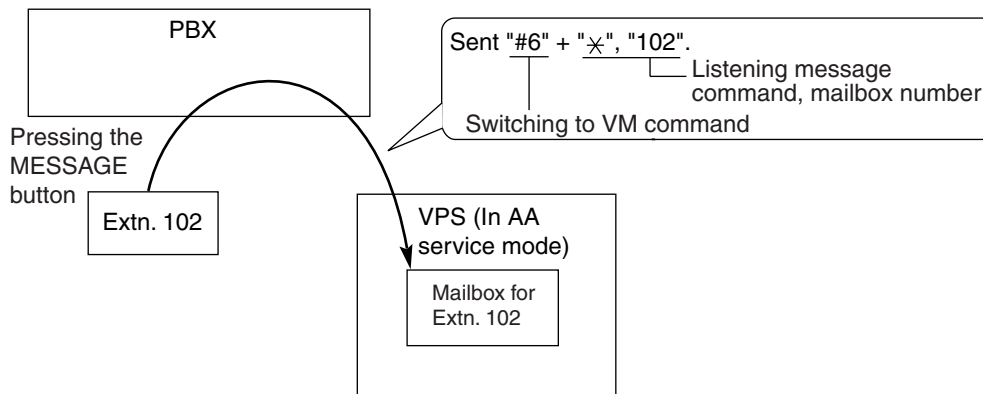 PBX
Sent "#6" + "✳", "102".
Listening message
command, mailbox number
Switching to VM command
Pressing the
MESSAGE
button
Extn. 102
VPS (In AA
service mode)
Mailbox for
Extn. 102